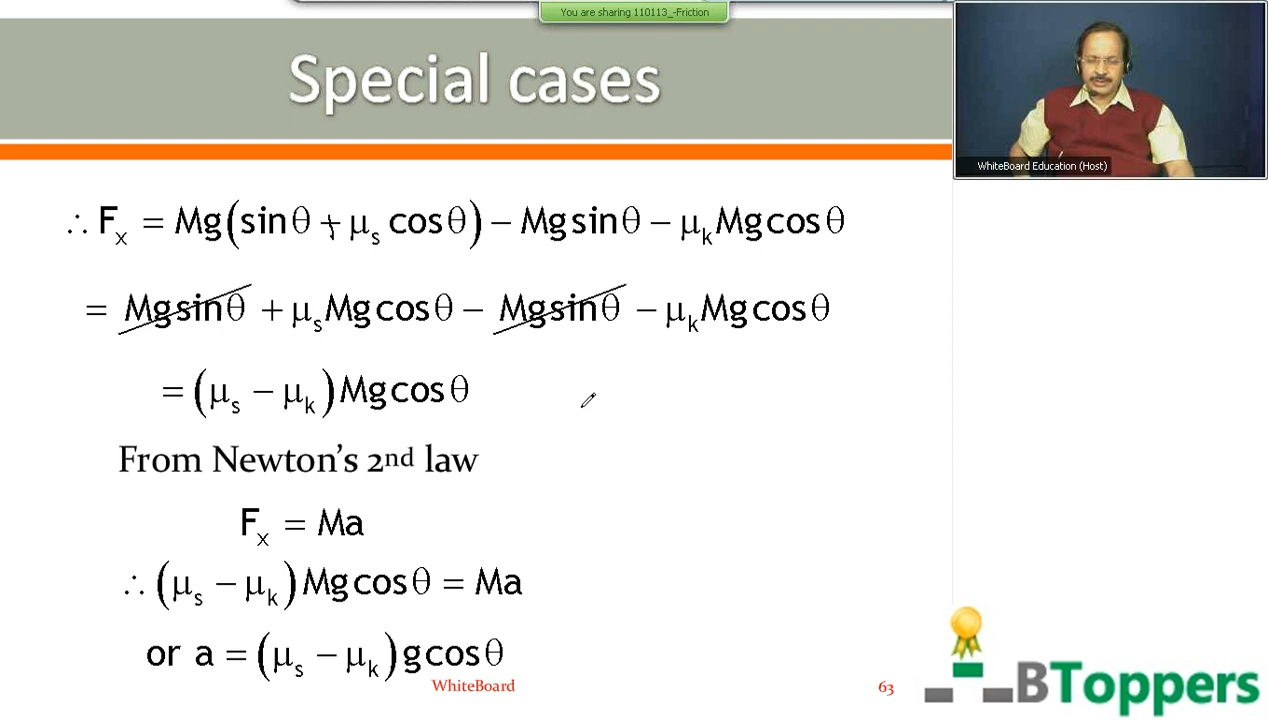 You are sharing 110113_-Friction
Special cases
WhiteBoard Education (Host)
∴ Fₓ = Mg(sinθ + μₛ cosθ) − Mgsinθ − μₖMgcosθ
= Mgsinθ + μₛMgcosθ − Mgsinθ − μₖMgcosθ
= (μₛ − μₖ)Mgcosθ
From Newton's 2nd law
Fₓ = Ma
∴ (μₛ − μₖ)Mgcosθ = Ma
or a = (μₛ − μₖ)gcosθ
WhiteBoard
63
BToppers